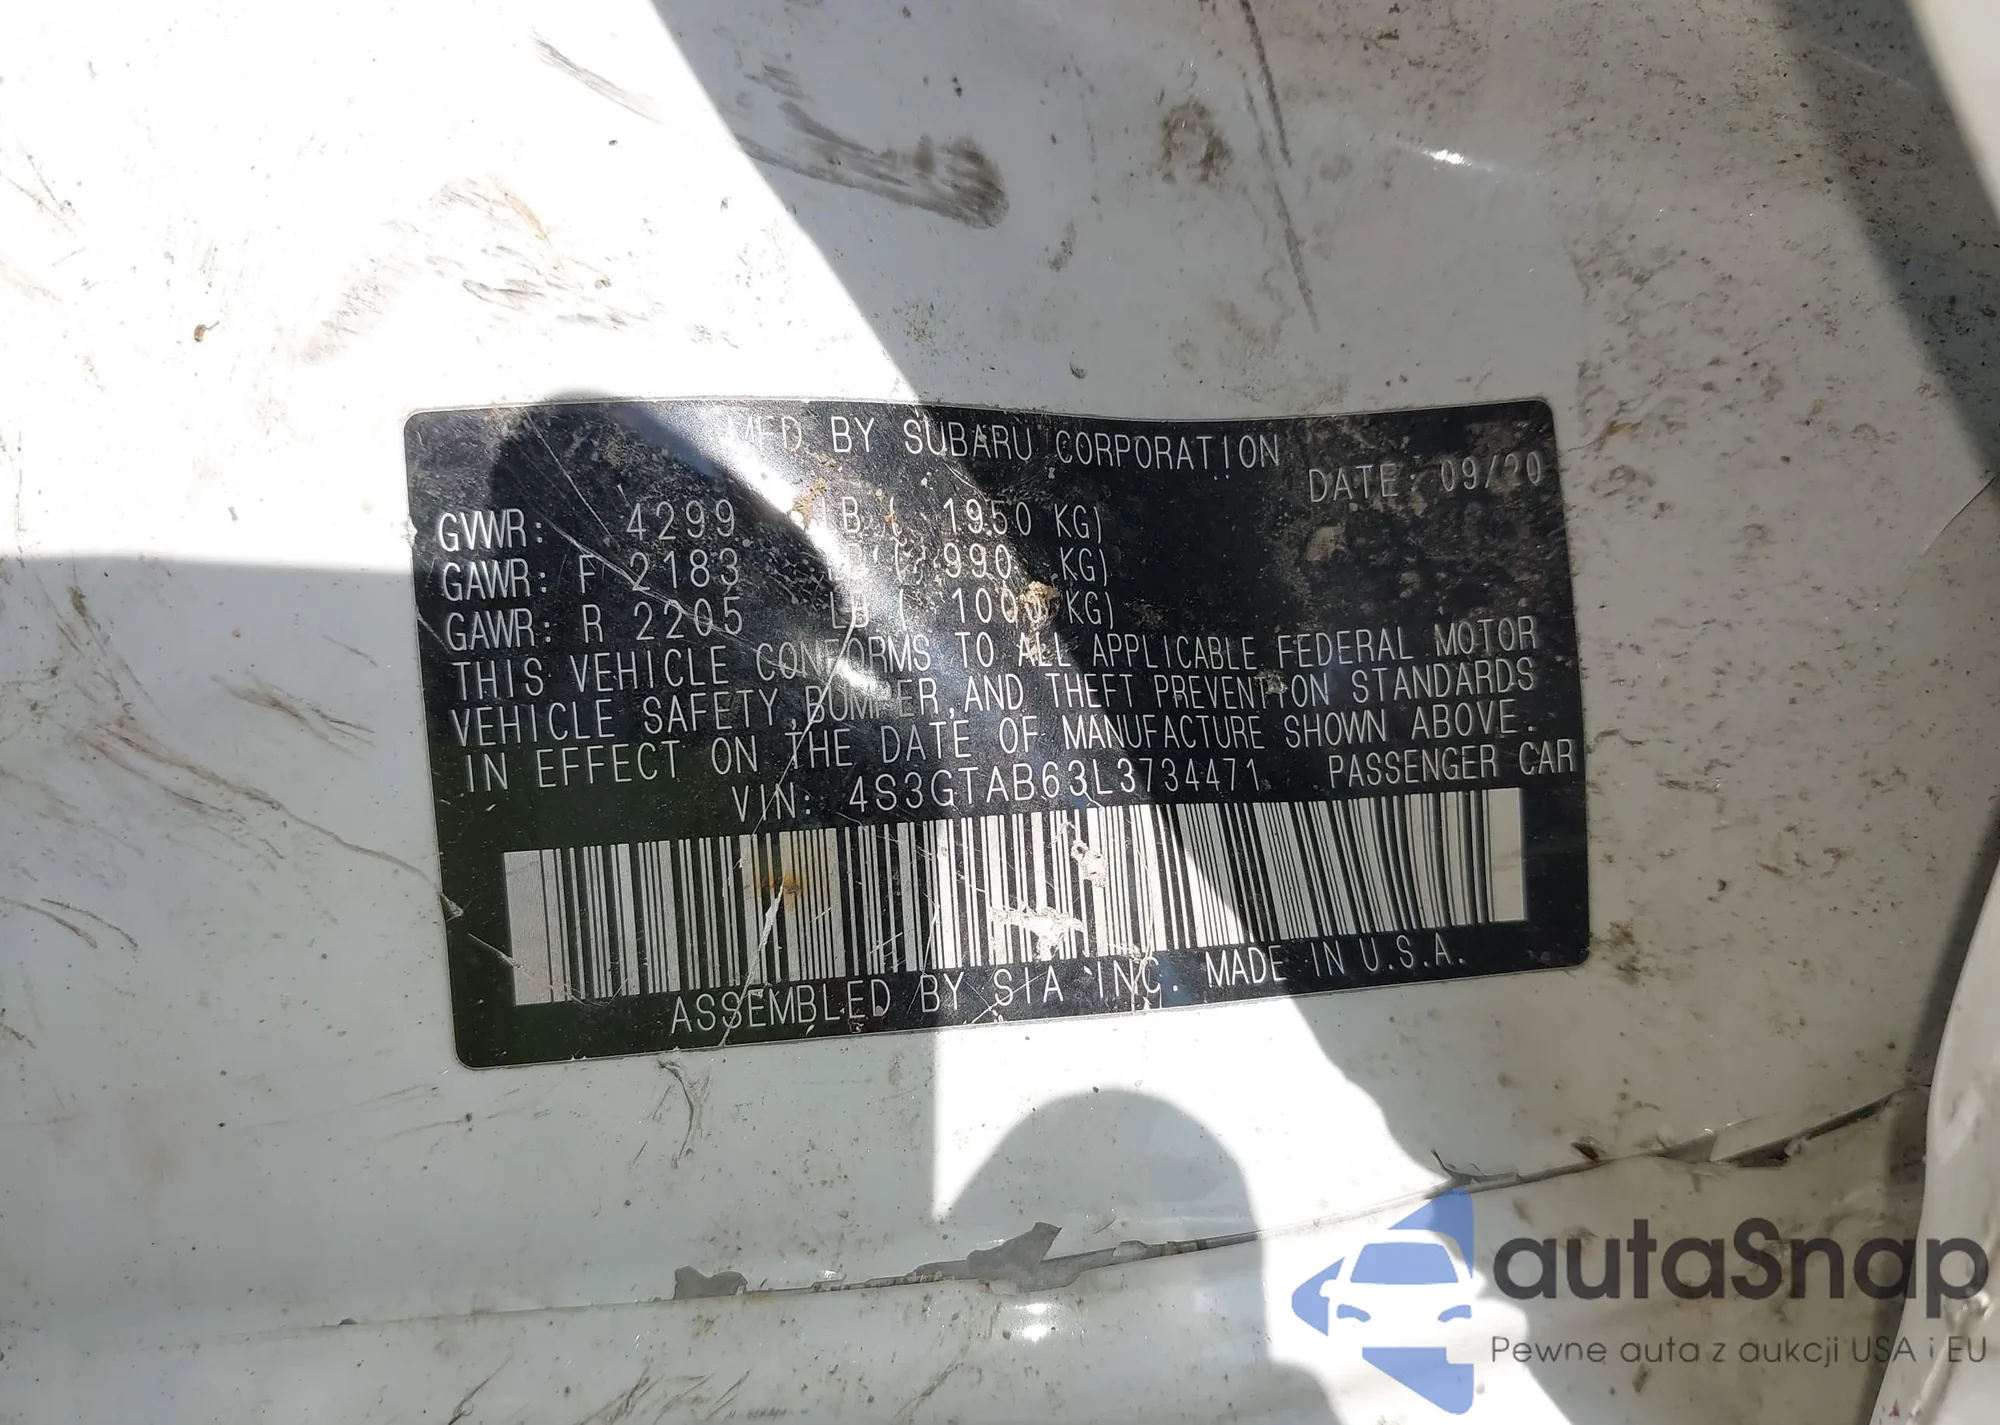 MFD BY SUBARU CORPORATION
DATE: 09/20
GVWR: 4299 LB ( 1950 KG)
GAWR: F 2183 LB ( 990 KG)
GAWR: R 2205 LB ( 1000 KG)
THIS VEHICLE CONFORMS TO ALL APPLICABLE FEDERAL MOTOR
VEHICLE SAFETY, BUMPER, AND THEFT PREVENTION STANDARDS
IN EFFECT ON THE DATE OF MANUFACTURE SHOWN ABOVE.
VIN: 4S3GTAB63L3734471 PASSENGER CAR
ASSEMBLED BY SIA INC. MADE IN U.S.A.
autaSnap
Pewne auta z aukcji USA i EU